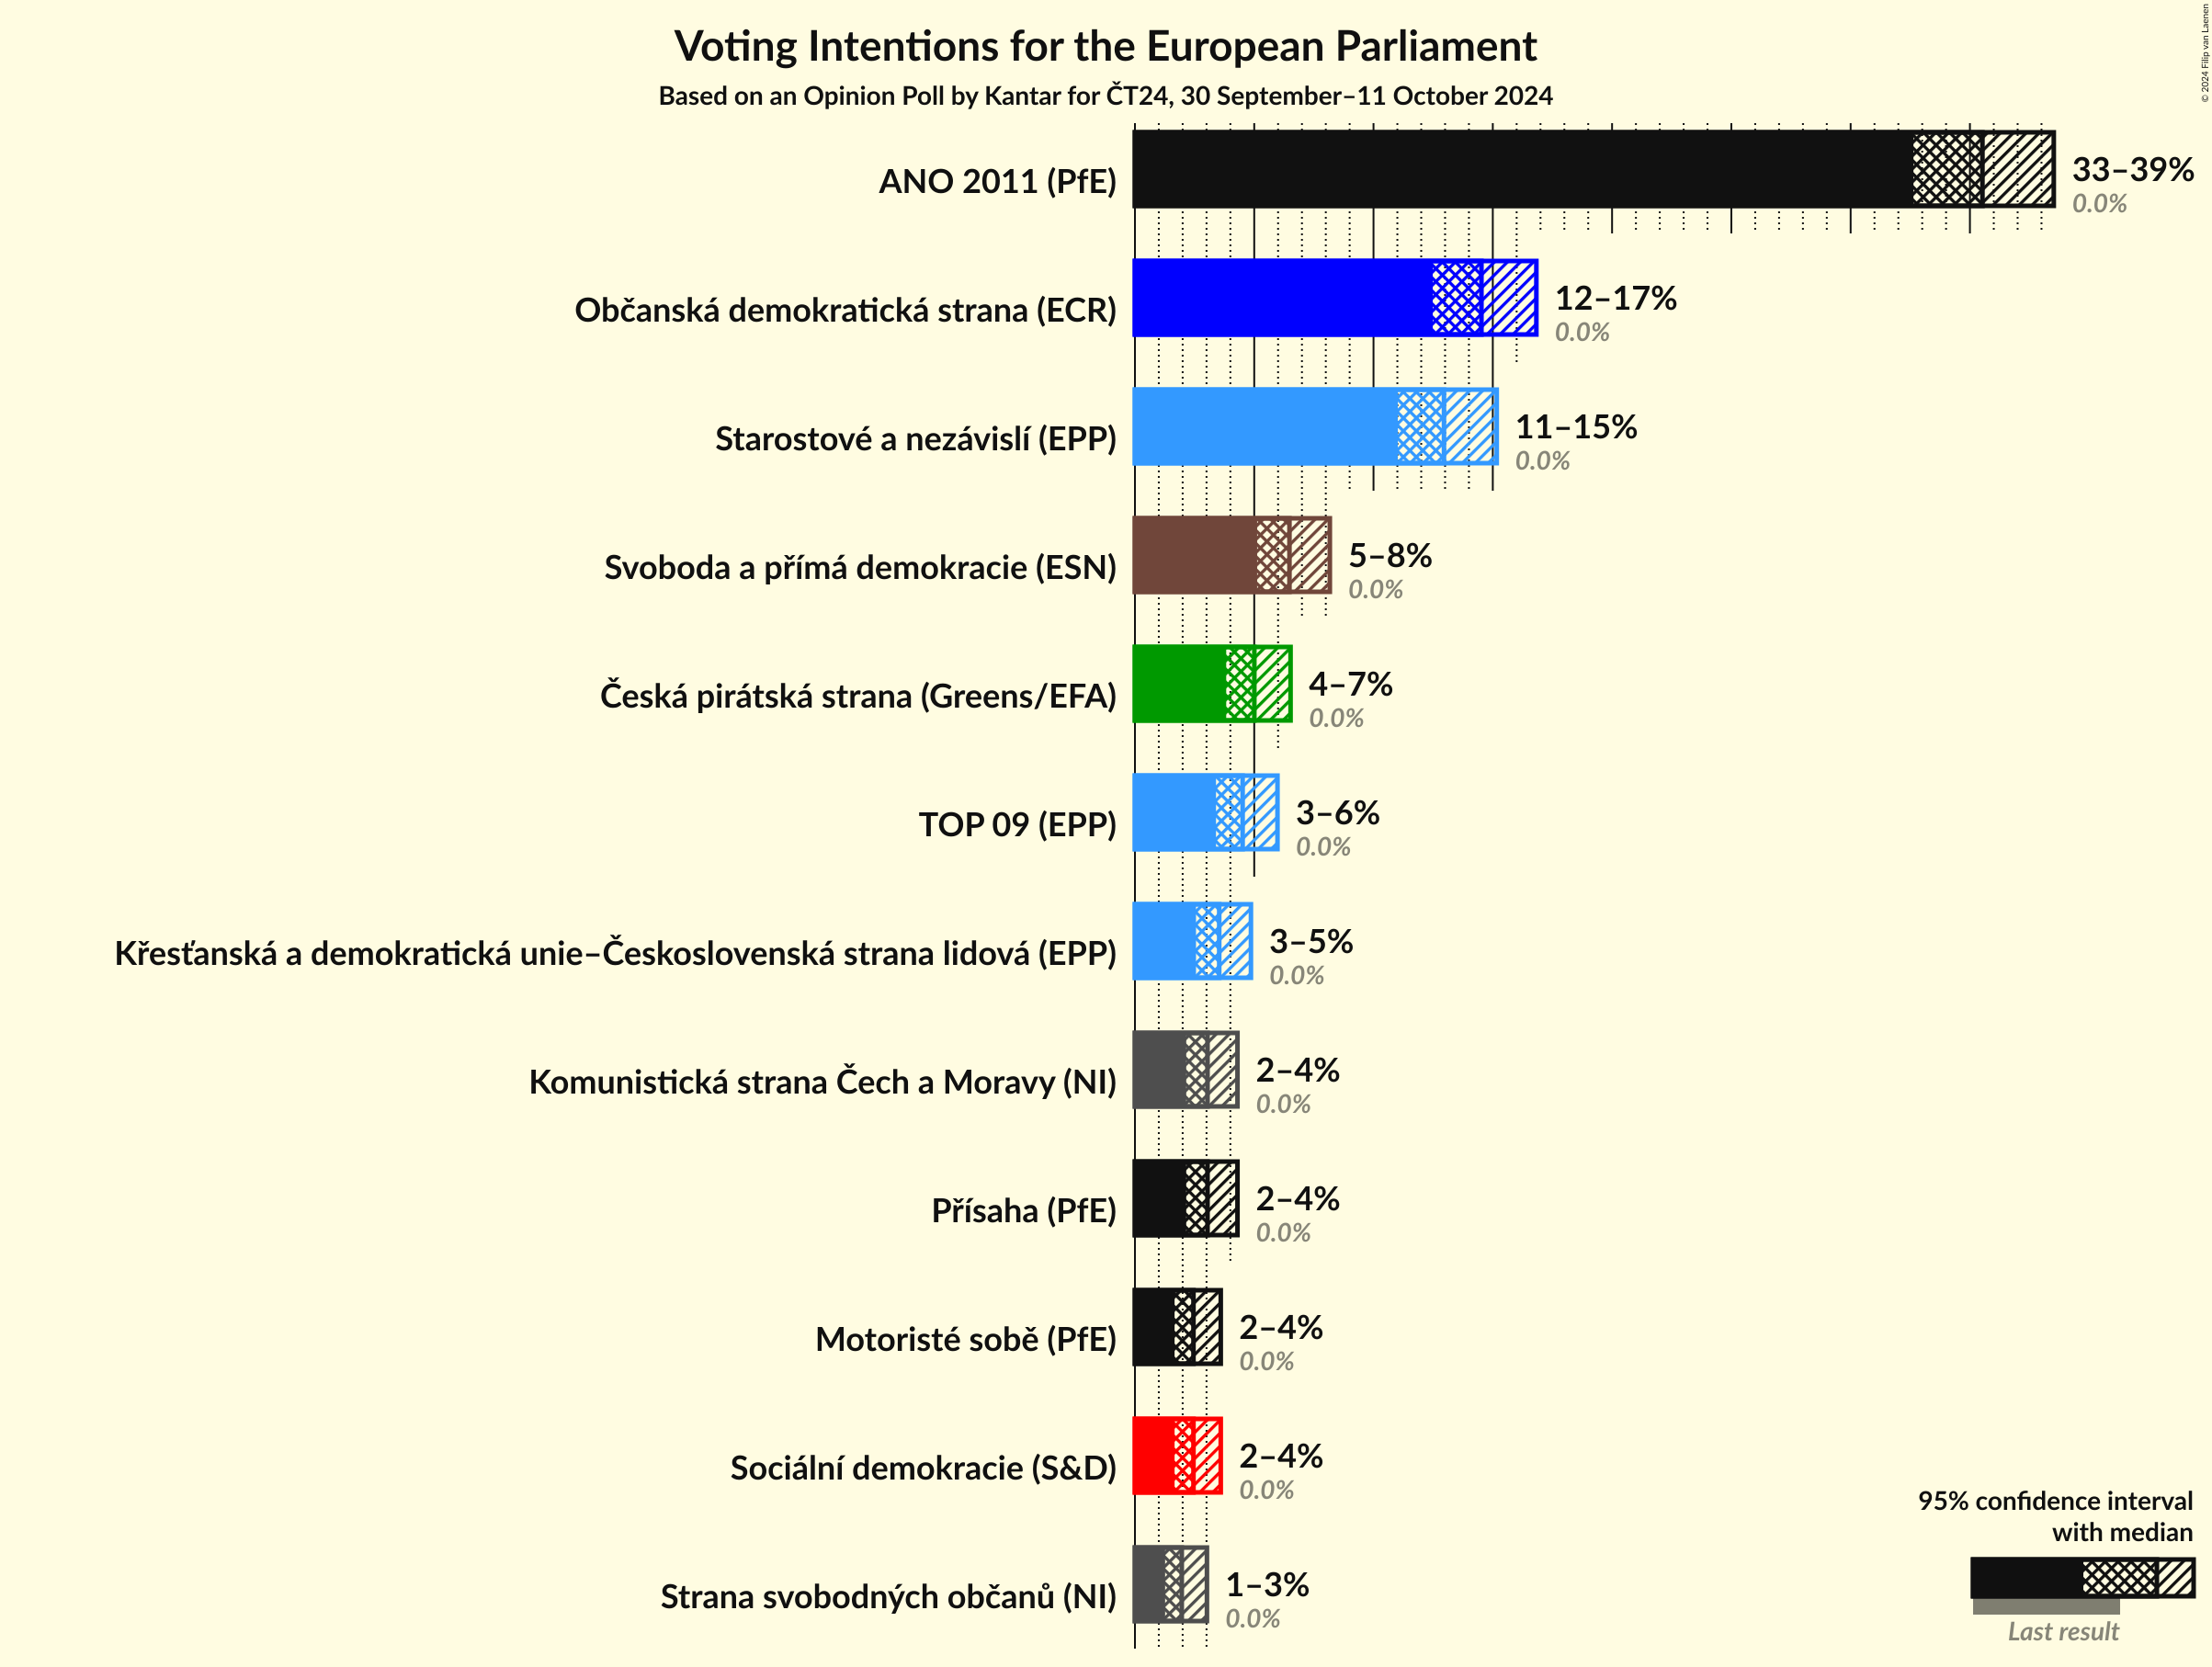 Voting Intentions for the European Parliament
Based on an Opinion Poll by Kantar for ČT24, 30 September–11 October 2024
© 2024 Filip van Laenen
ANO 2011 (PfE)
33–39%
0.0%
Občanská demokratická strana (ECR)
12–17%
0.0%
Starostové a nezávislí (EPP)
11–15%
0.0%
Svoboda a přímá demokracie (ESN)
5–8%
0.0%
Česká pirátská strana (Greens/EFA)
4–7%
0.0%
TOP 09 (EPP)
3–6%
0.0%
Křesťanská a demokratická unie–Československá strana lidová (EPP)
3–5%
0.0%
Komunistická strana Čech a Moravy (NI)
2–4%
0.0%
Přísaha (PfE)
2–4%
0.0%
Motoristé sobě (PfE)
2–4%
0.0%
Sociální demokracie (S&D)
2–4%
0.0%
Strana svobodných občanů (NI)
1–3%
0.0%
95% confidence interval
with median
Last result